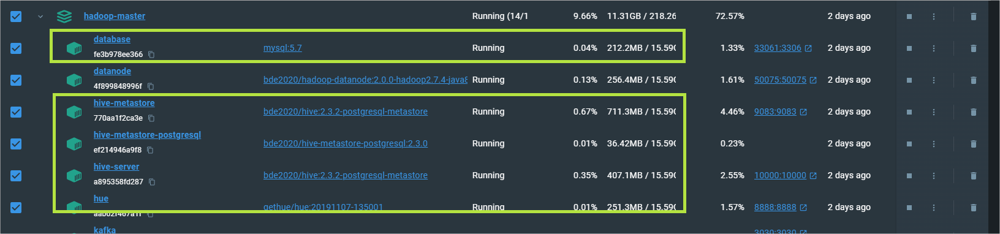 hadoop-master Running (14/1 9.66% 11.31GB / 218.26 72.57% 2 days ago
database
fe3b978ee366 mysql:5.7 Running 0.04% 212.2MB / 15.59G 1.33% 33061:3306 2 days ago
datanode
4f899848996f bde2020/hadoop-datanode:2.0.0-hadoop2.7.4-java8 Running 0.13% 256.4MB / 15.59G 1.61% 50075:50075 2 days ago
hive-metastore
770aa1f2ca3e bde2020/hive:2.3.2-postgresql-metastore Running 0.67% 711.3MB / 15.59G 4.46% 9083:9083 2 days ago
hive-metastore-postgresql
ef214946a9f8 bde2020/hive-metastore-postgresql:2.3.0 Running 0.01% 36.42MB / 15.59G 0.23% 2 days ago
hive-server
a895358fd287 bde2020/hive:2.3.2-postgresql-metastore Running 0.35% 407.1MB / 15.59G 2.55% 10000:10000 2 days ago
hue
gethue/hue:20191107-135001 Running 0.01% 251.3MB / 15.59G 1.57% 8888:8888 2 days ago
kafka 3030:3030